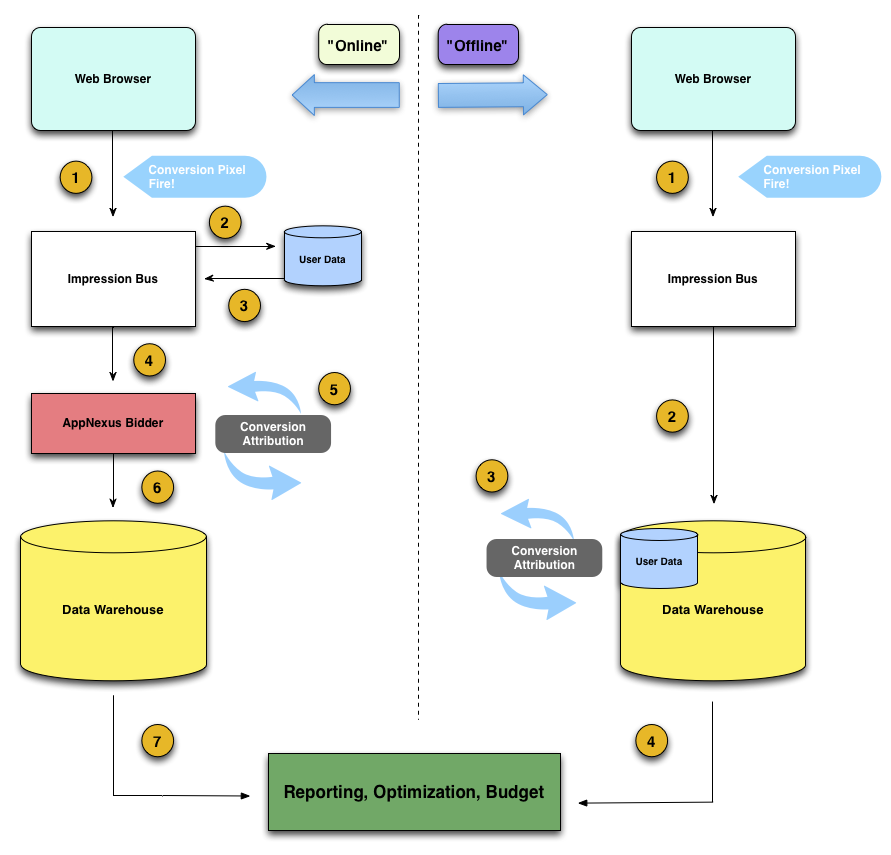 "Online"
"Offline"
Web Browser
Web Browser
1
Conversion Pixel
Fire!
1
Conversion Pixel
Fire!
2
User Data
Impression Bus
3
Impression Bus
4
5
AppNexus Bidder
Conversion
Attribution
2
6
3
Conversion
Attribution
User Data
Data Warehouse
Data Warehouse
7
4
Reporting, Optimization, Budget